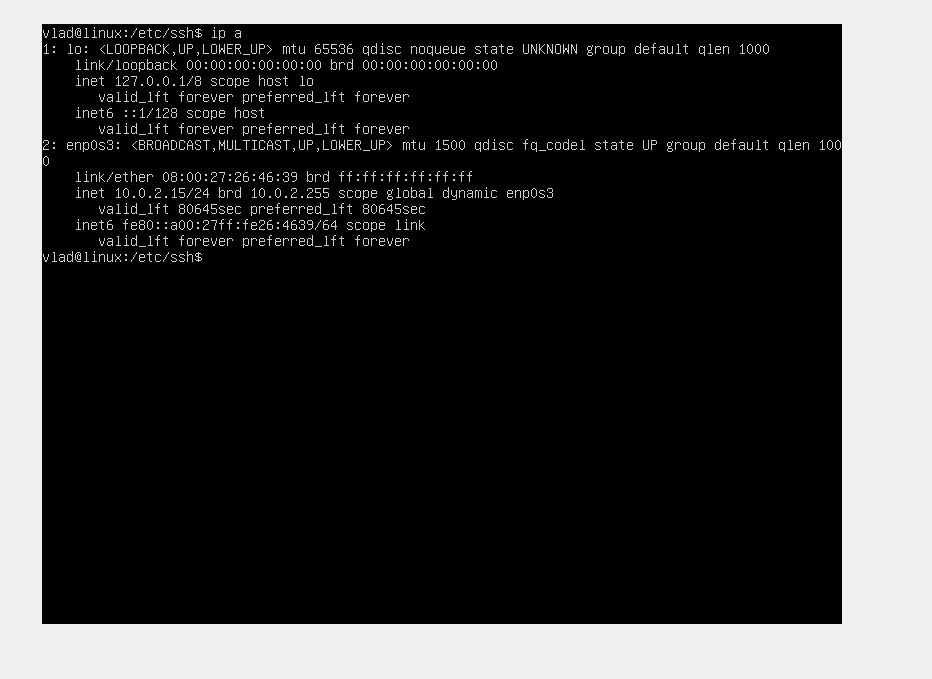 vlad@linux:/etc/ssh$ ip a
1: lo: <LOOPBACK,UP,LOWER_UP> mtu 65536 qdisc noqueue state UNKNOWN group default qlen 1000
    link/loopback 00:00:00:00:00:00 brd 00:00:00:00:00:00
    inet 127.0.0.1/8 scope host lo
       valid_lft forever preferred_lft forever
    inet6 ::1/128 scope host
       valid_lft forever preferred_lft forever
2: enp0s3: <BROADCAST,MULTICAST,UP,LOWER_UP> mtu 1500 qdisc fq_codel state UP group default qlen 100
0
    link/ether 08:00:27:26:46:39 brd ff:ff:ff:ff:ff:ff
    inet 10.0.2.15/24 brd 10.0.2.255 scope global dynamic enp0s3
       valid_lft 80645sec preferred_lft 80645sec
    inet6 fe80::a00:27ff:fe26:4639/64 scope link
       valid_lft forever preferred_lft forever
vlad@linux:/etc/ssh$